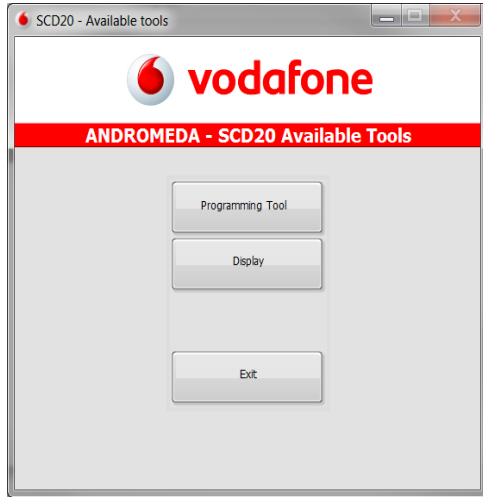 SCD20 - Available tools
vodafone
ANDROMEDA - SCD20 Available Tools
Programming Tool
Display
Exit